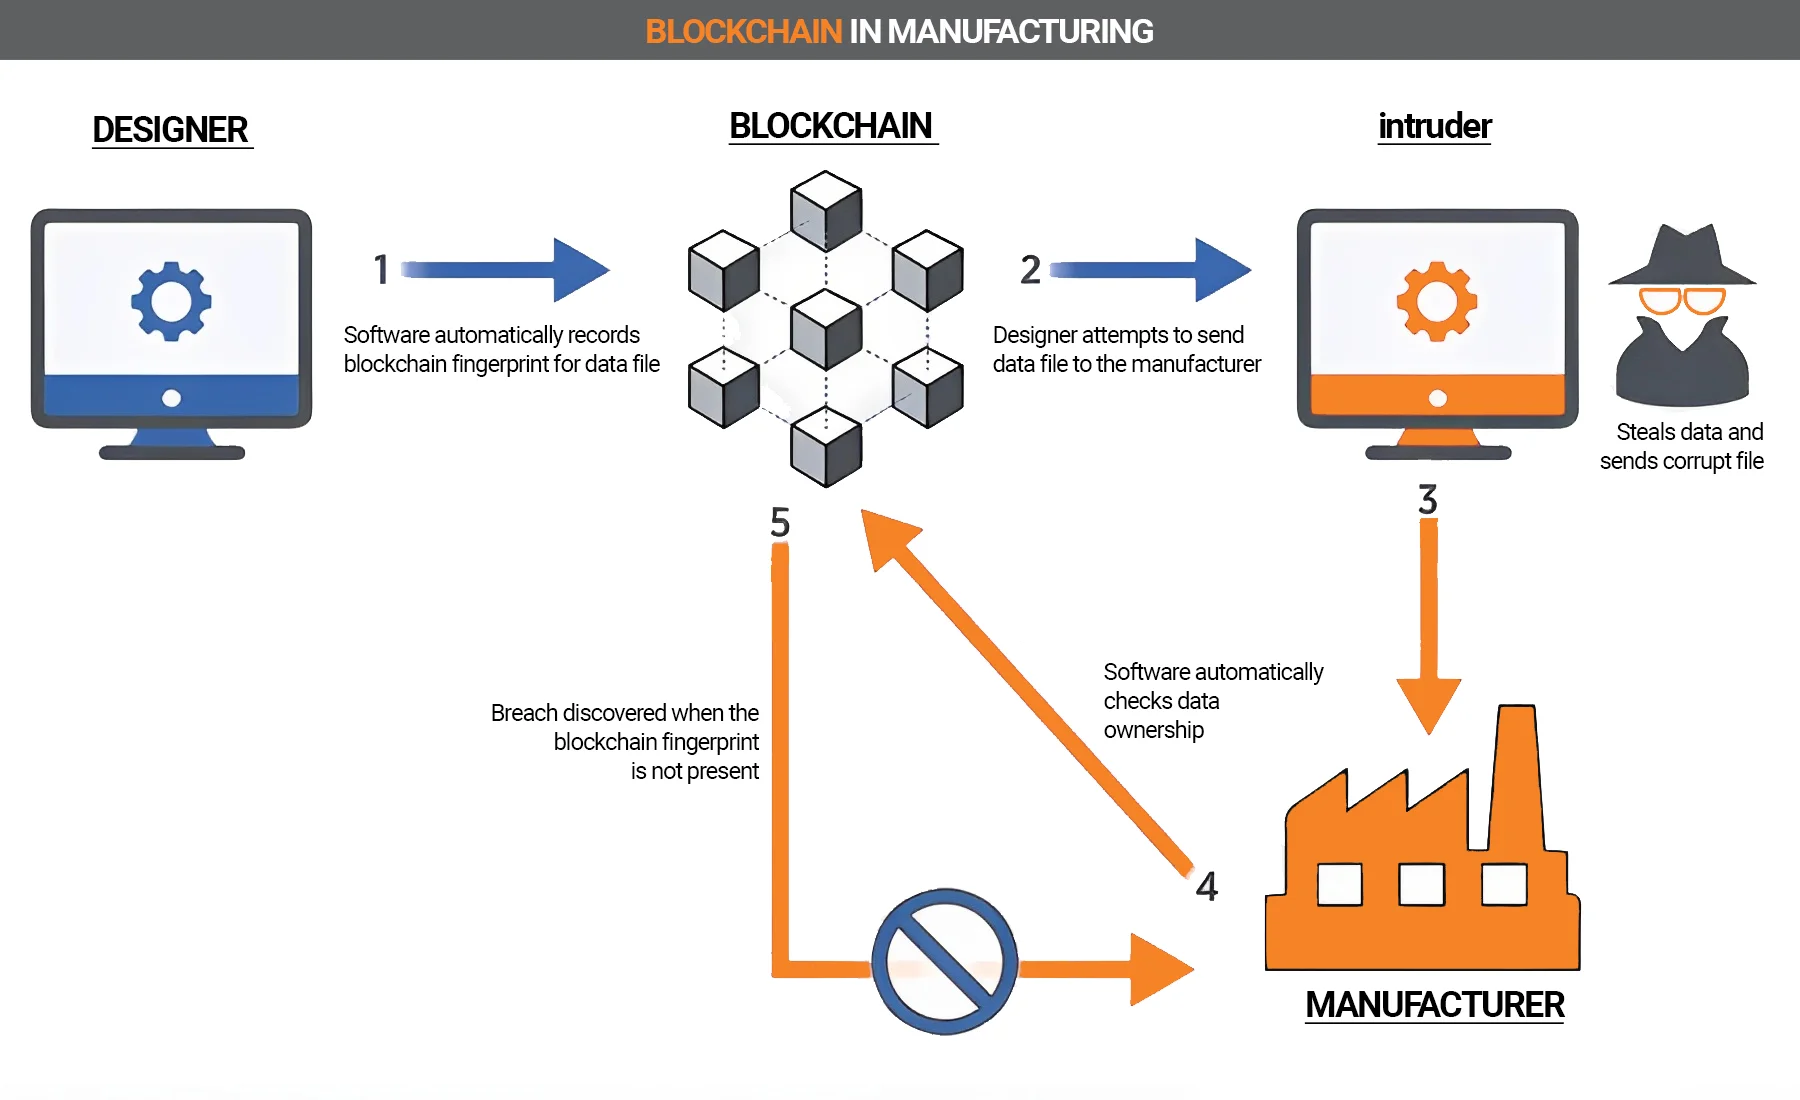 BLOCKCHAIN IN MANUFACTURING
DESIGNER
BLOCKCHAIN
intruder
1
Software automatically records
blockchain fingerprint for data file
2
Designer attempts to send
data file to the manufacturer
Steals data and
sends corrupt file
3
5
Software automatically
checks data
ownership
Breach discovered when the
blockchain fingerprint
is not present
4
MANUFACTURER